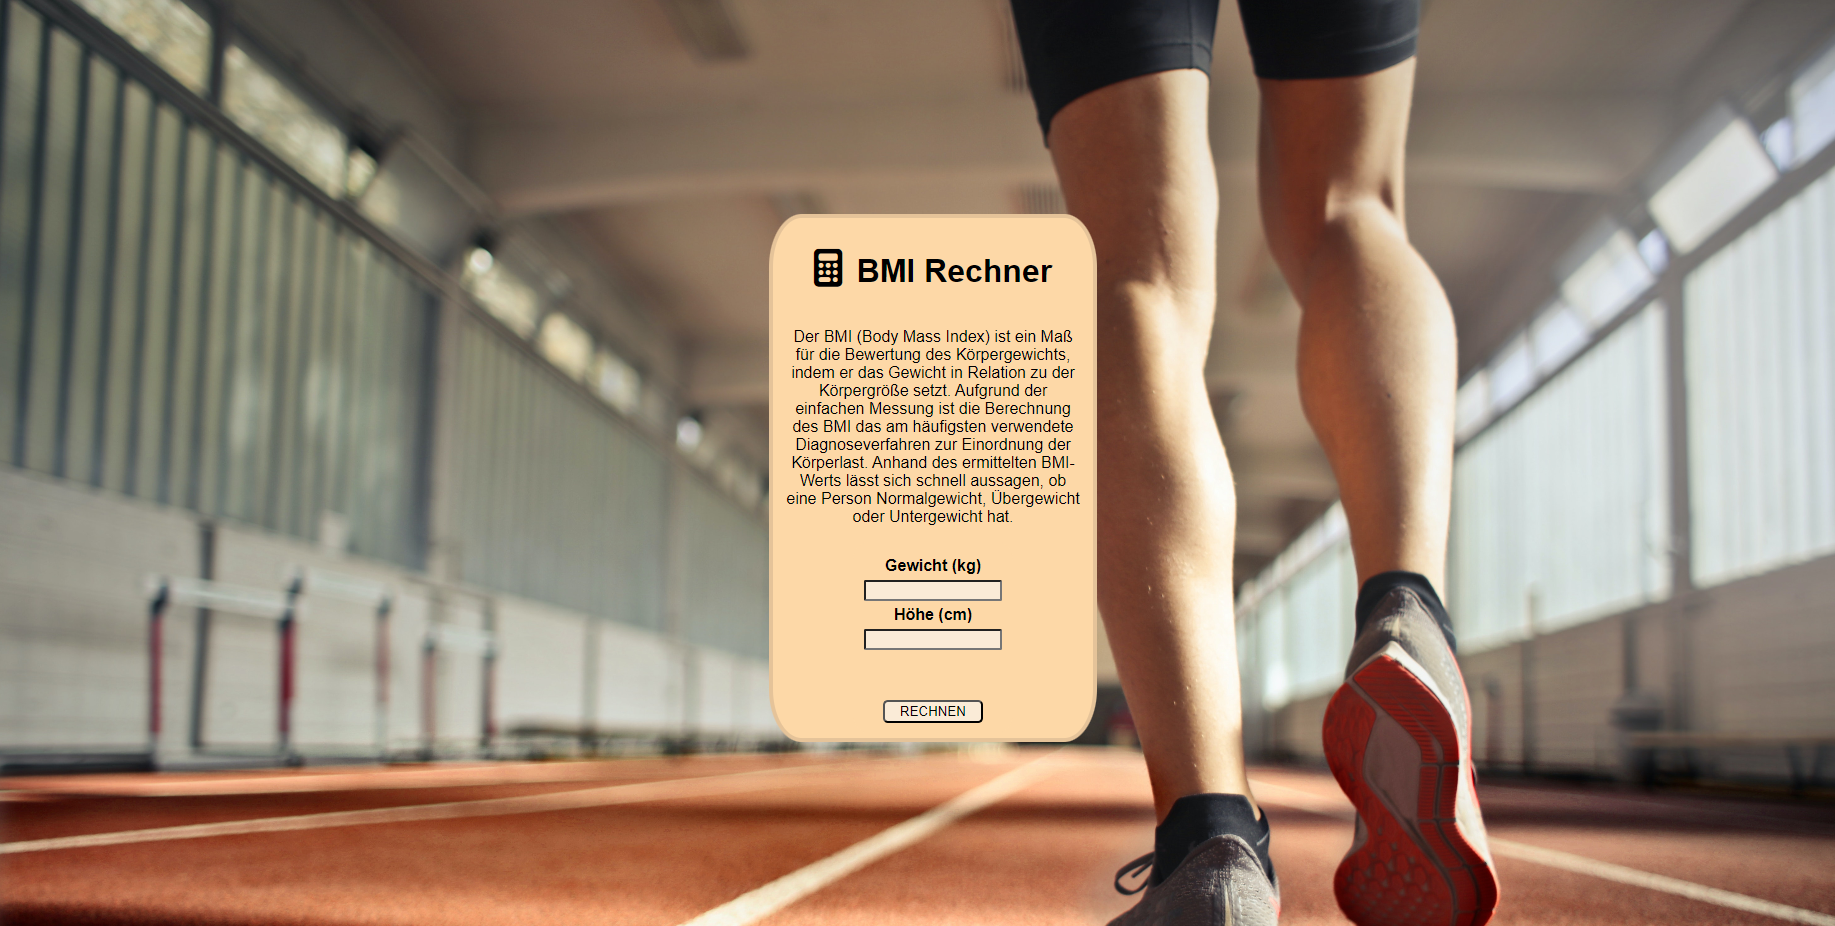 BMI Rechner
Der BMI (Body Mass Index) ist ein Maß
für die Bewertung des Körpergewichts,
indem er das Gewicht in Relation zu der
Körpergröße setzt. Aufgrund der
einfachen Messung ist die Berechnung
des BMI das am häufigsten verwendete
Diagnoseverfahren zur Einordnung der
Körperlast. Anhand des ermittelten BMI-
Werts lässt sich schnell aussagen, ob
eine Person Normalgewicht, Übergewicht
oder Untergewicht hat.
Gewicht (kg)
Höhe (cm)
RECHNEN